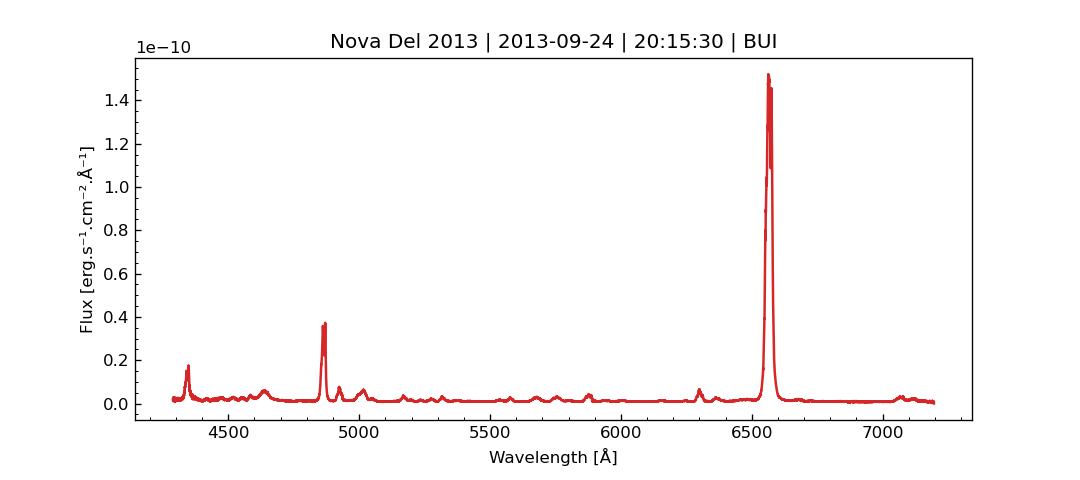 Nova Del 2013 | 2013-09-24 | 20:15:30 | BUI
1e−10
Flux [erg.s⁻¹.cm⁻².Å⁻¹]
1.4
1.2
1.0
0.8
0.6
0.4
0.2
0.0
4500 5000 5500 6000 6500 7000
Wavelength [Å]